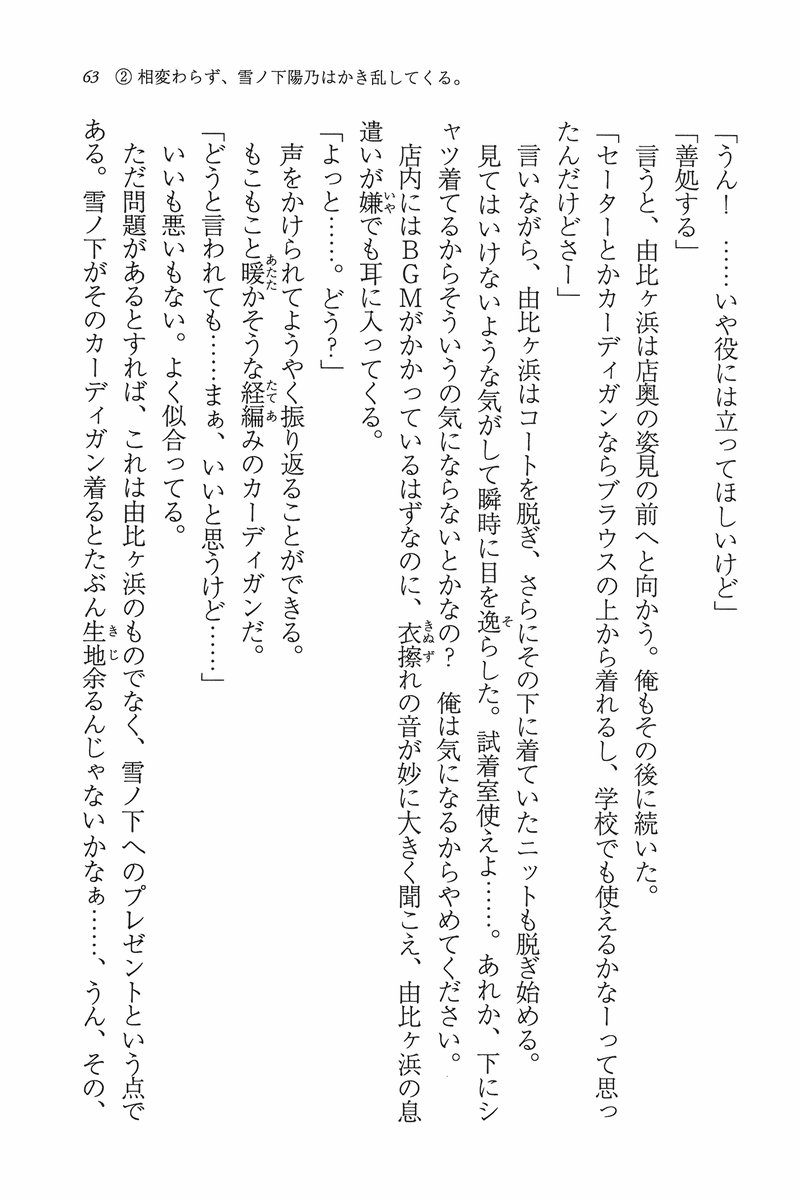 63　② 相変わらず、雪ノ下陽乃はかき乱してくる。
「うん！　……いや役には立ってほしいけど」
「善処する」
　言うと、由比ヶ浜は店奥の姿見の前へと向かう。俺もその後に続いた。
「セーターとかカーディガンならブラウスの上から着れるし、学校でも使えるかなーって思っ
たんだけどさー」
　言いながら、由比ヶ浜はコートを脱ぎ、さらにその下に着ていたニットも脱ぎ始める。
　見てはいけないような気がして瞬時に目を逸らした。試着室使えよ……。あれか、下にシ
ャツ着てるからそういうの気にならないとかなの？　俺は気になるからやめてください。
　店内にはBGMがかかっているはずなのに、衣擦れの音が妙に大きく聞こえ、由比ヶ浜の息
遣いが嫌でも耳に入ってくる。
「よっと……。どう？」
　声をかけられてようやく振り返ることができる。
　もこもこと暖かそうな経編みのカーディガンだ。
「どうと言われても……まぁ、いいと思うけど……」
　いいも悪いもない。よく似合ってる。
　ただ問題があるとすれば、これは由比ヶ浜のものでなく、雪ノ下へのプレゼントという点で
ある。雪ノ下がそのカーディガン着るとたぶん生地余るんじゃないかなぁ……、うん、その、